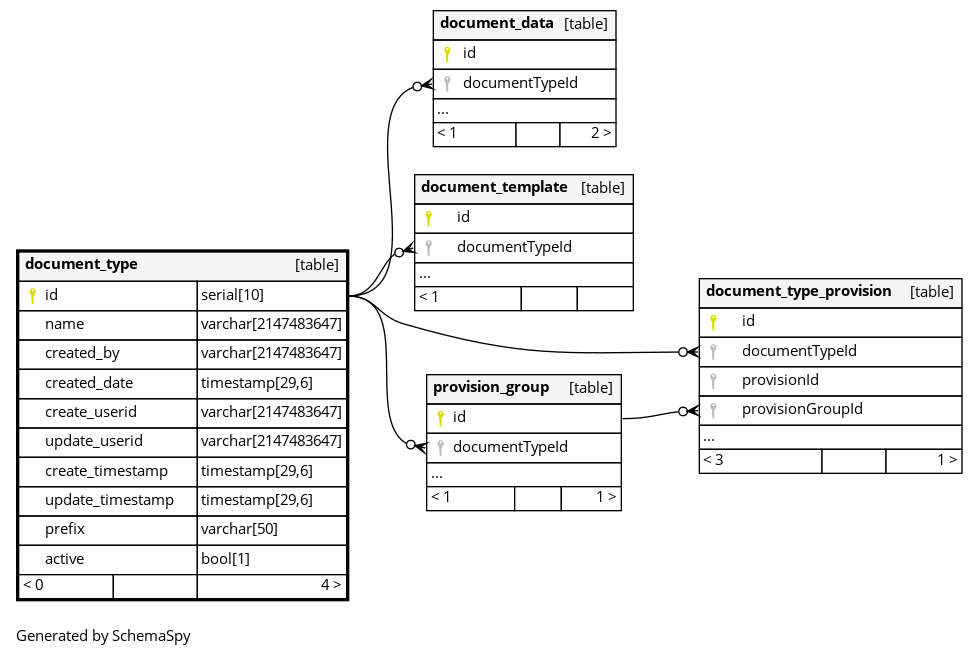 document_data [table]
id
documentTypeId
...
< 1 2 >
document_template [table]
id
documentTypeId
...
< 1
document_type [table]
id serial[10]
name varchar[2147483647]
created_by varchar[2147483647]
created_date timestamp[29,6]
create_userid varchar[2147483647]
update_userid varchar[2147483647]
create_timestamp timestamp[29,6]
update_timestamp timestamp[29,6]
prefix varchar[50]
active bool[1]
< 0 4 >
document_type_provision [table]
id
documentTypeId
provisionId
provisionGroupId
...
< 3 1 >
provision_group [table]
id
documentTypeId
...
< 1 1 >
Generated by SchemaSpy